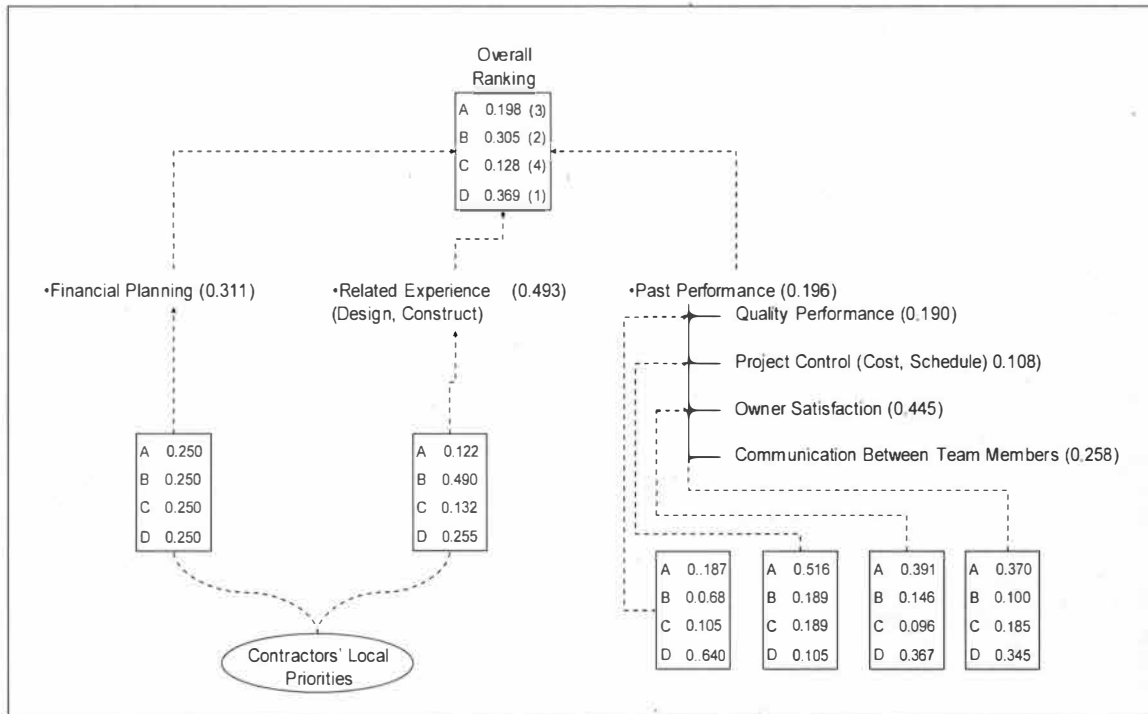 Overall
Ranking
A 0.198 (3)
B 0.305 (2)
C 0.128 (4)
D 0.369 (1)
•Financial Planning (0.311)
•Related Experience (0.493)
(Design, Construct)
•Past Performance (0.196)
Quality Performance (0.190)
Project Control (Cost, Schedule) 0.108)
Owner Satisfaction (0.445)
Communication Between Team Members (0.258)
A 0.250
B 0.250
C 0.250
D 0.250
A 0.122
B 0.490
C 0.132
D 0.255
A 0..187
B 0.0.68
C 0.105
D 0..640
A 0.516
B 0.189
C 0.189
D 0.105
A 0.391
B 0.146
C 0.096
D 0.367
A 0.370
B 0.100
C 0.185
D 0.345
Contractors' Local
Priorities